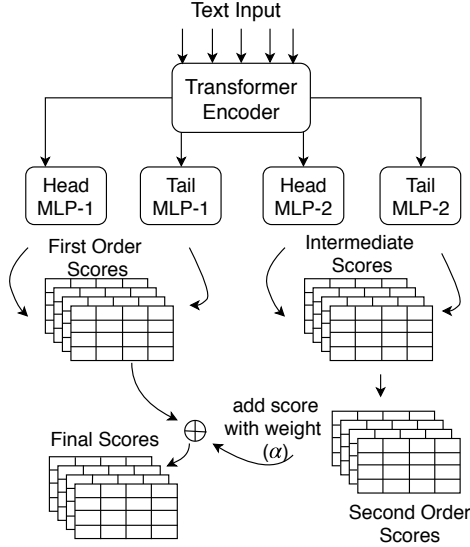 Text Input
Transformer
Encoder
Head
MLP-1
Tail
MLP-1
Head
MLP-2
Tail
MLP-2
First Order
Scores
Intermediate
Scores
add score
with weight
(α)
Final Scores
Second Order
Scores